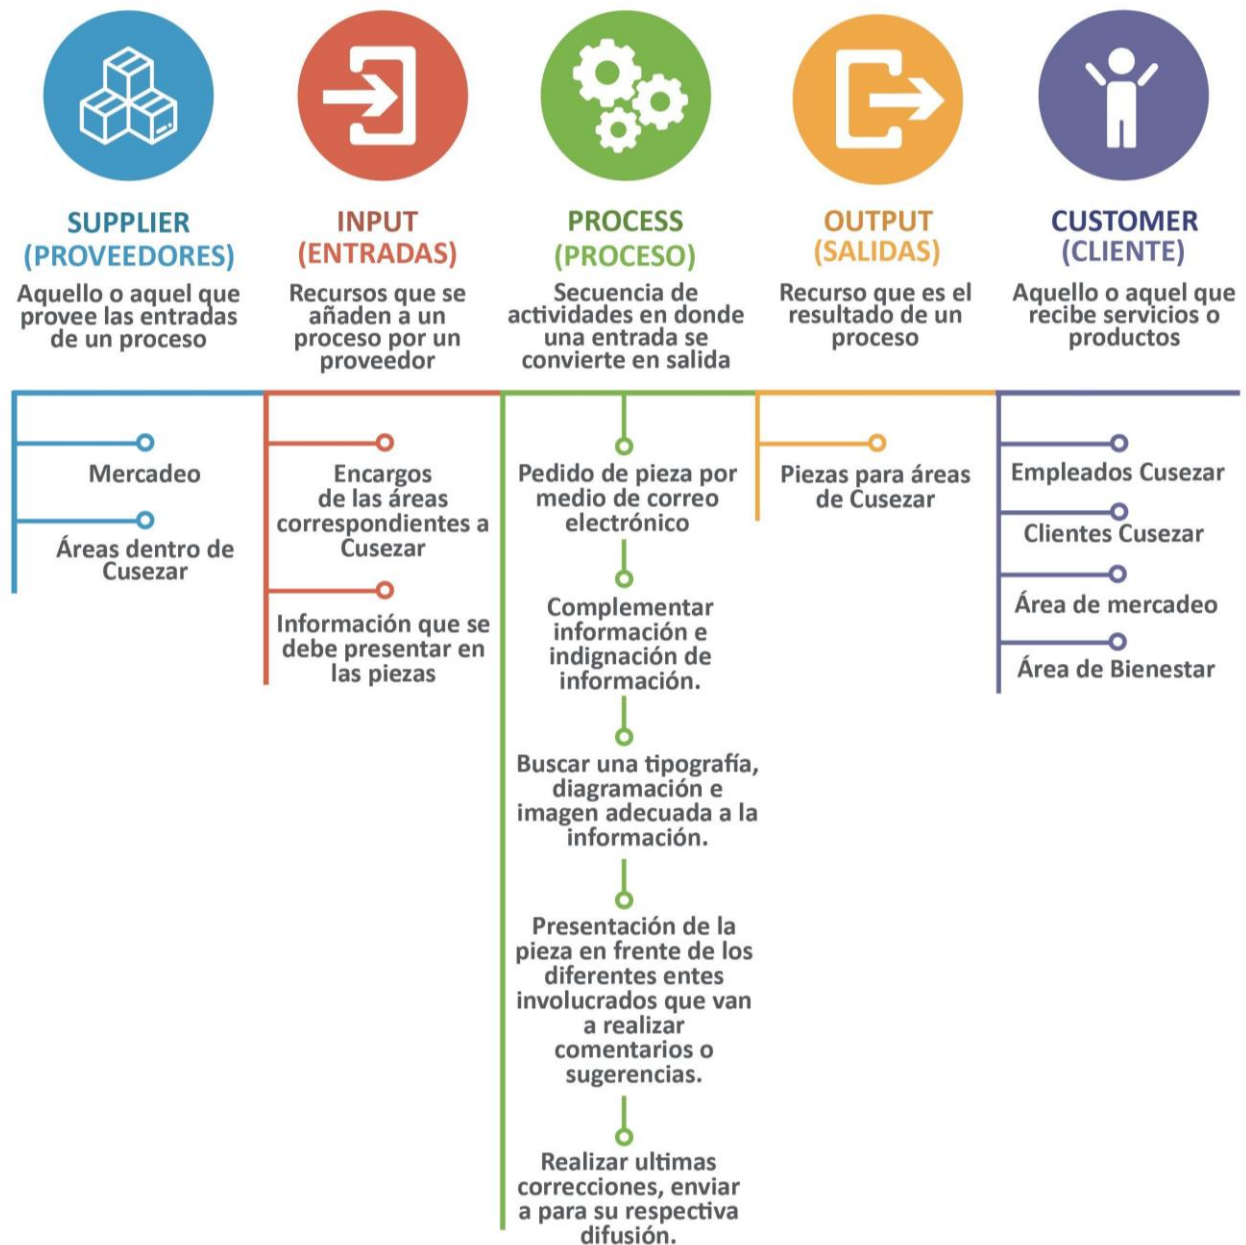 SUPPLIER
(PROVEEDORES)
Aquello o aquel que
provee las entradas
de un proceso
Mercadeo
Áreas dentro de
Cusezar
INPUT
(ENTRADAS)
Recursos que se
añaden a un
proceso por un
proveedor
Encargos
de las áreas
correspondientes a
Cusezar
Información que se
debe presentar en
las piezas
PROCESS
(PROCESO)
Secuencia de
actividades en donde
una entrada se
convierte en salida
Pedido de pieza por
medio de correo
electrónico
Complementar
información e
indignación de
información.
Buscar una tipografía,
diagramación e
imagen adecuada a la
información.
Presentación de la
pieza en frente de los
diferentes entes
involucrados que van
a realizar
comentarios o
sugerencias.
Realizar ultimas
correcciones, enviar
a para su respectiva
difusión.
OUTPUT
(SALIDAS)
Recurso que es el
resultado de un
proceso
Piezas para áreas
de Cusezar
CUSTOMER
(CLIENTE)
Aquello o aquel que
recibe servicios o
productos
Empleados Cusezar
Clientes Cusezar
Área de mercadeo
Área de Bienestar